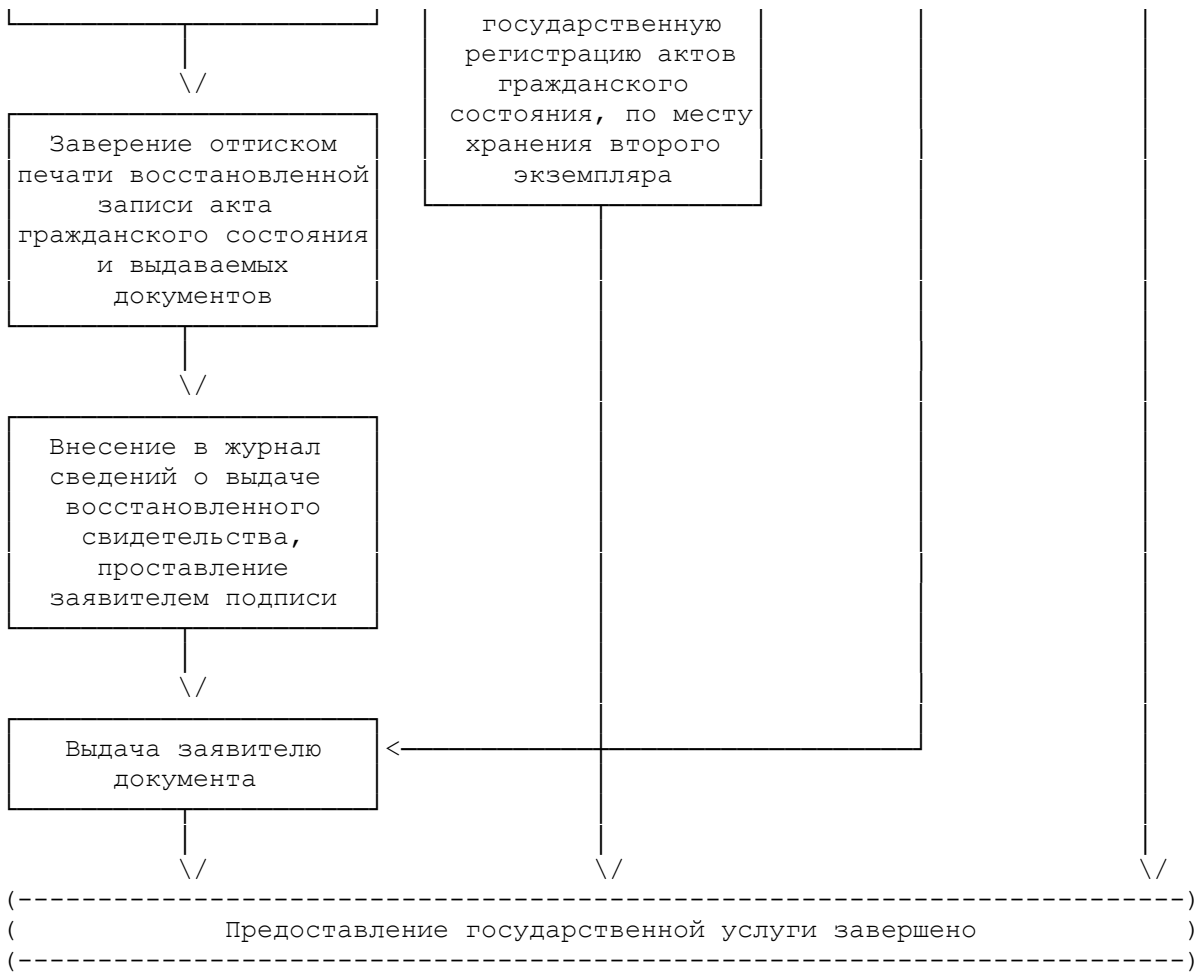 государственную
регистрацию актов
гражданского
состояния, по месту
хранения второго
экземпляра
Заверение оттиском
печати восстановленной
записи акта
гражданского состояния
и выдаваемых
документов
Внесение в журнал
сведений о выдаче
восстановленного
свидетельства,
проставление
заявителем подписи
Выдача заявителю
документа
Предоставление государственной услуги завершено